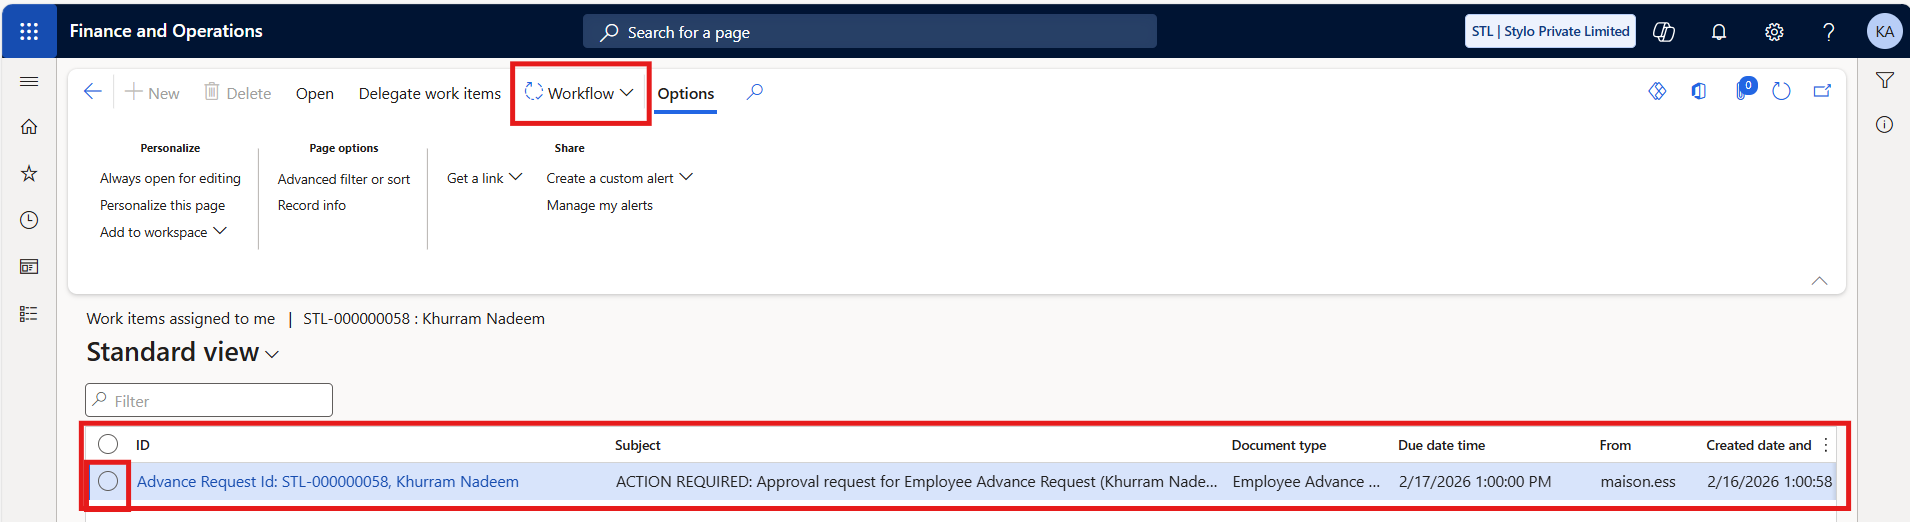 Finance and Operations
Search for a page
STL | Stylo Private Limited
KA
New
Delete
Open
Delegate work items
Workflow
Options
0
Personalize
Page options
Share
Always open for editing
Advanced filter or sort
Get a link
Create a custom alert
Personalize this page
Record info
Manage my alerts
Add to workspace
Work items assigned to me | STL-000000058 : Khurram Nadeem
Standard view
Filter
ID Subject Document type Due date time From Created date and
Advance Request Id: STL-000000058, Khurram Nadeem ACTION REQUIRED: Approval request for Employee Advance Request (Khurram Nade... Employee Advance ... 2/17/2026 1:00:00 PM maison.ess 2/16/2026 1:00:58